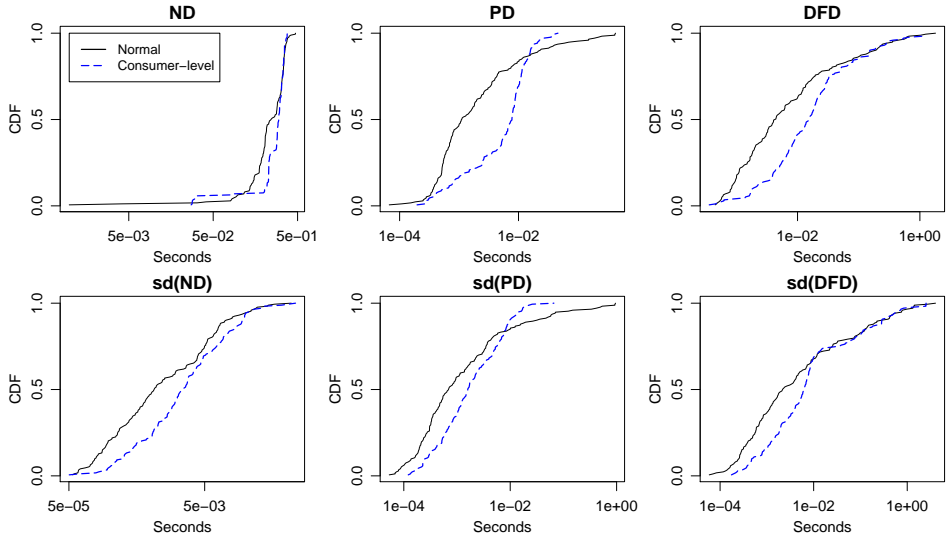 ND
Normal
Consumer−level
CDF
0.0
0.5
1.0
5e−03
5e−02
5e−01
Seconds
PD
CDF
0.0
0.5
1.0
1e−04
1e−02
Seconds
DFD
CDF
0.0
0.5
1.0
1e−02
1e+00
Seconds
sd(ND)
CDF
0.0
0.5
1.0
5e−05
5e−03
Seconds
sd(PD)
CDF
0.0
0.5
1.0
1e−04
1e−02
1e+00
Seconds
sd(DFD)
CDF
0.0
0.5
1.0
1e−04
1e−02
1e+00
Seconds